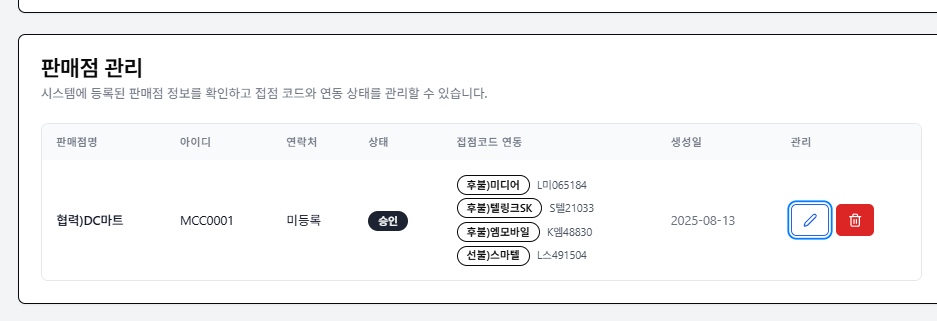 판매점 관리
시스템에 등록된 판매점 정보를 확인하고 접점 코드와 연동 상태를 관리할 수 있습니다.
판매점명 아이디 연락처 상태 접점코드 연동 생성일 관리
협력)DC마트 MCC0001 미등록 승인 2025-08-13
후불)미디어 L미065184
후불)텔링크SK S텔21033
후불)엠모바일 K엠48830
선불)스마텔 L스491504